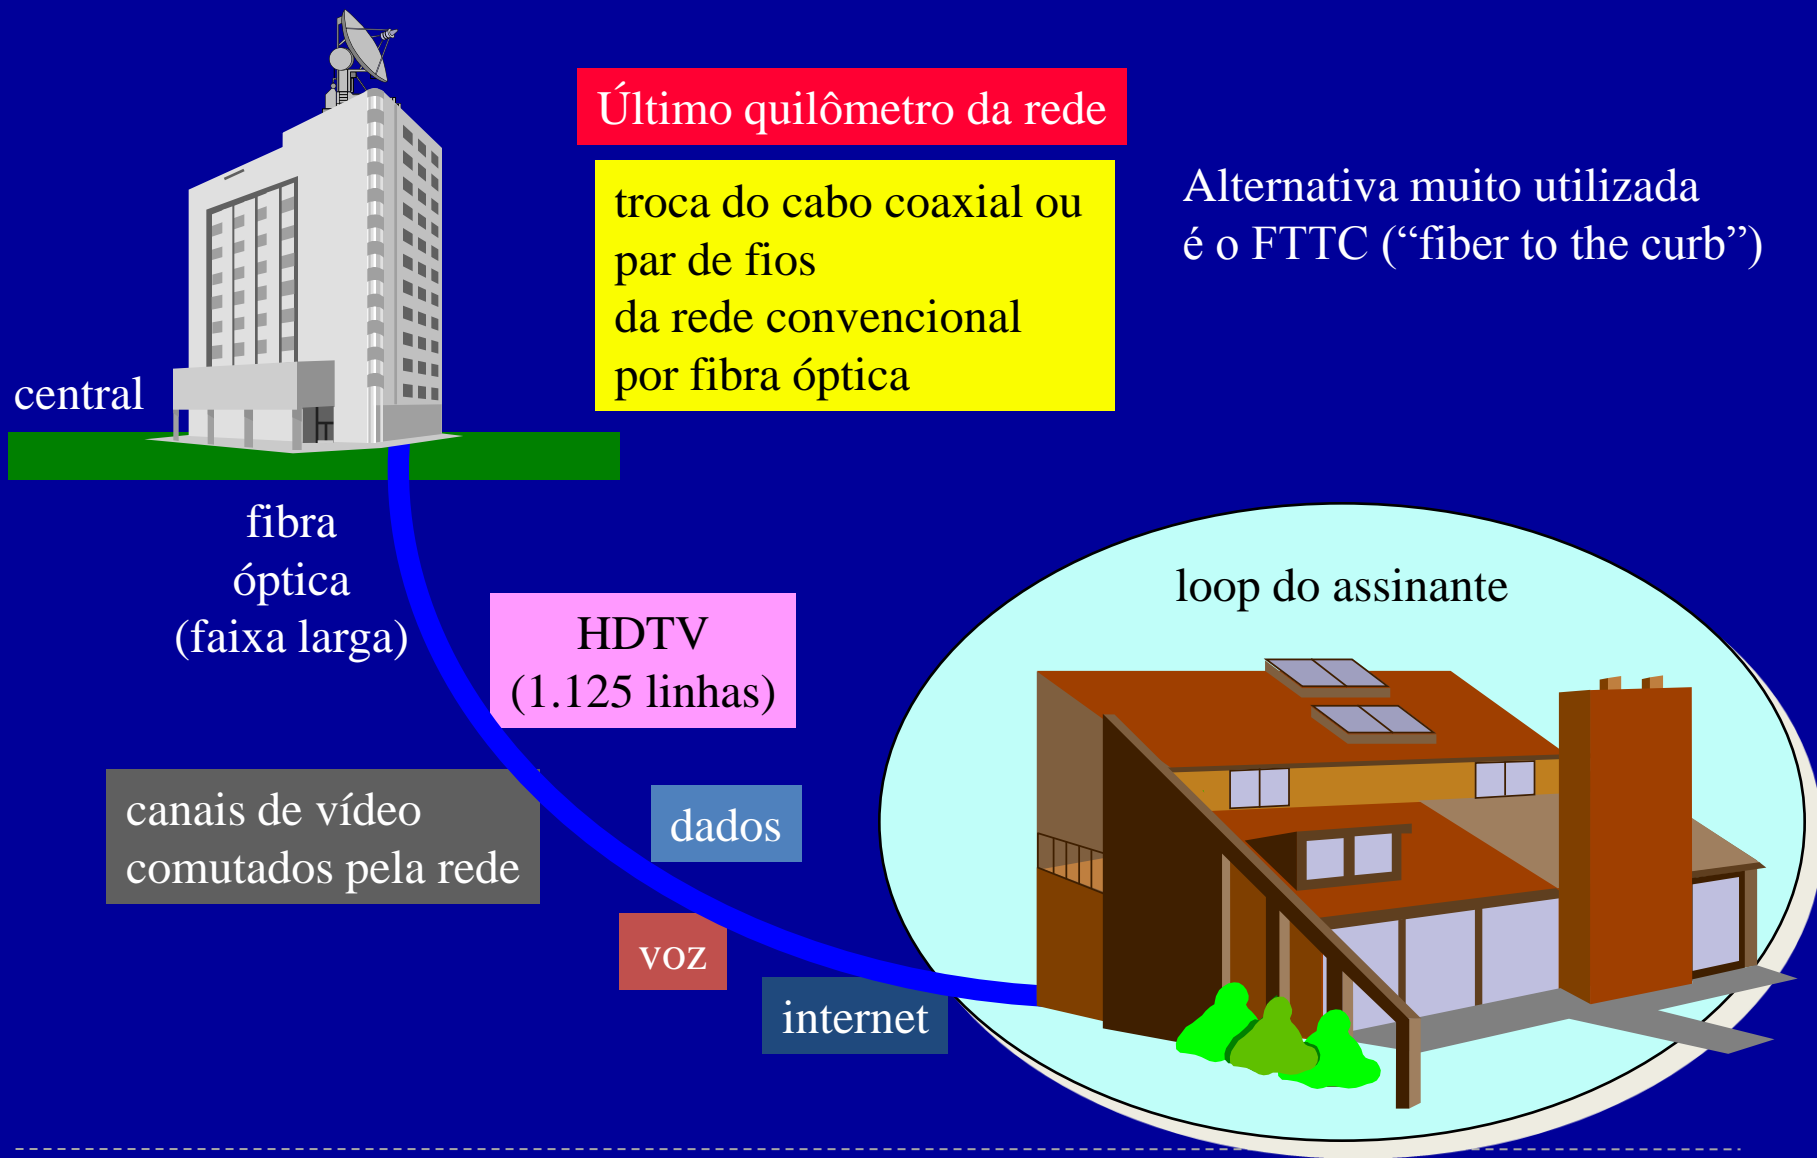 Último quilômetro da rede
troca do cabo coaxial ou
par de fios
da rede convencional
por fibra óptica
Alternativa muito utilizada
é o FTTC (“fiber to the curb”)
central
fibra
óptica
(faixa larga)
HDTV
(1.125 linhas)
loop do assinante
canais de vídeo
comutados pela rede
dados
voz
internet